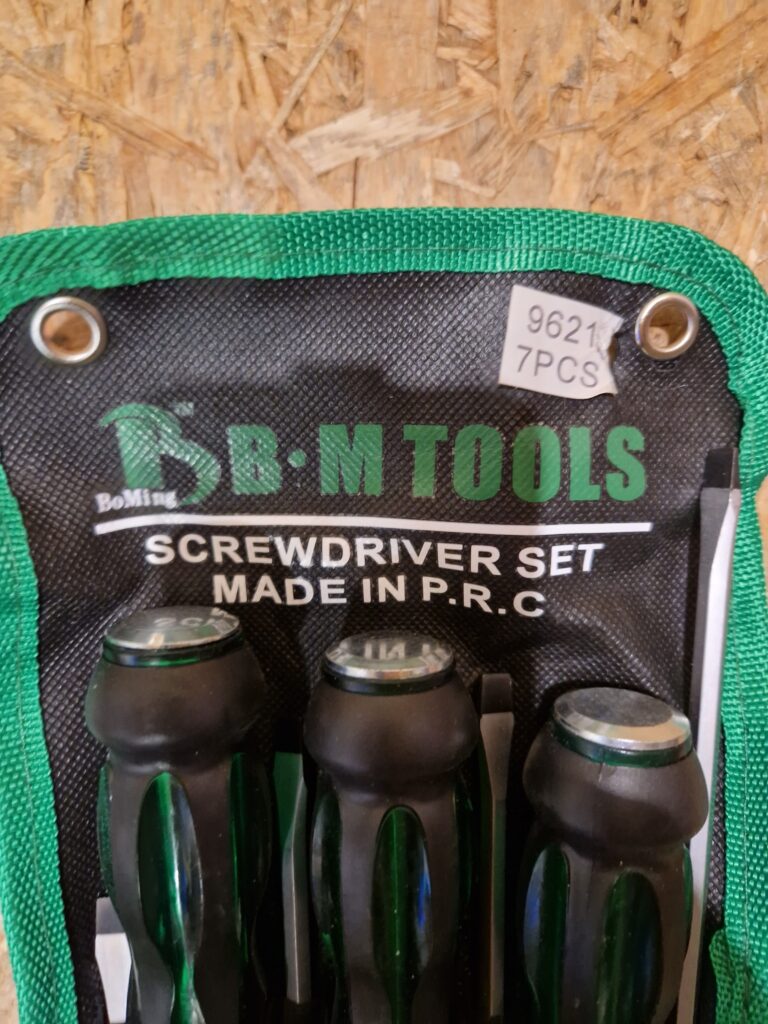 9621
7PCS
BoMing
B·M TOOLS
SCREWDRIVER SET
MADE IN P.R.C